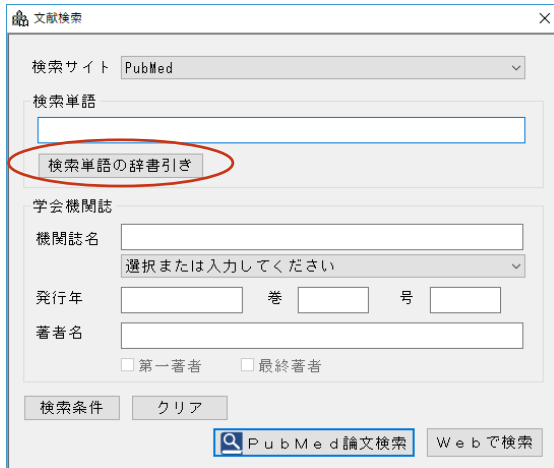 文献検索
検索サイト PubMed
検索単語
検索単語の辞書引き
学会機関誌
機関誌名
選択または入力してください
発行年 巻 号
著者名
第一著者 最終著者
検索条件 クリア
ＰｕｂＭｅｄ論文検索 Ｗｅｂで検索